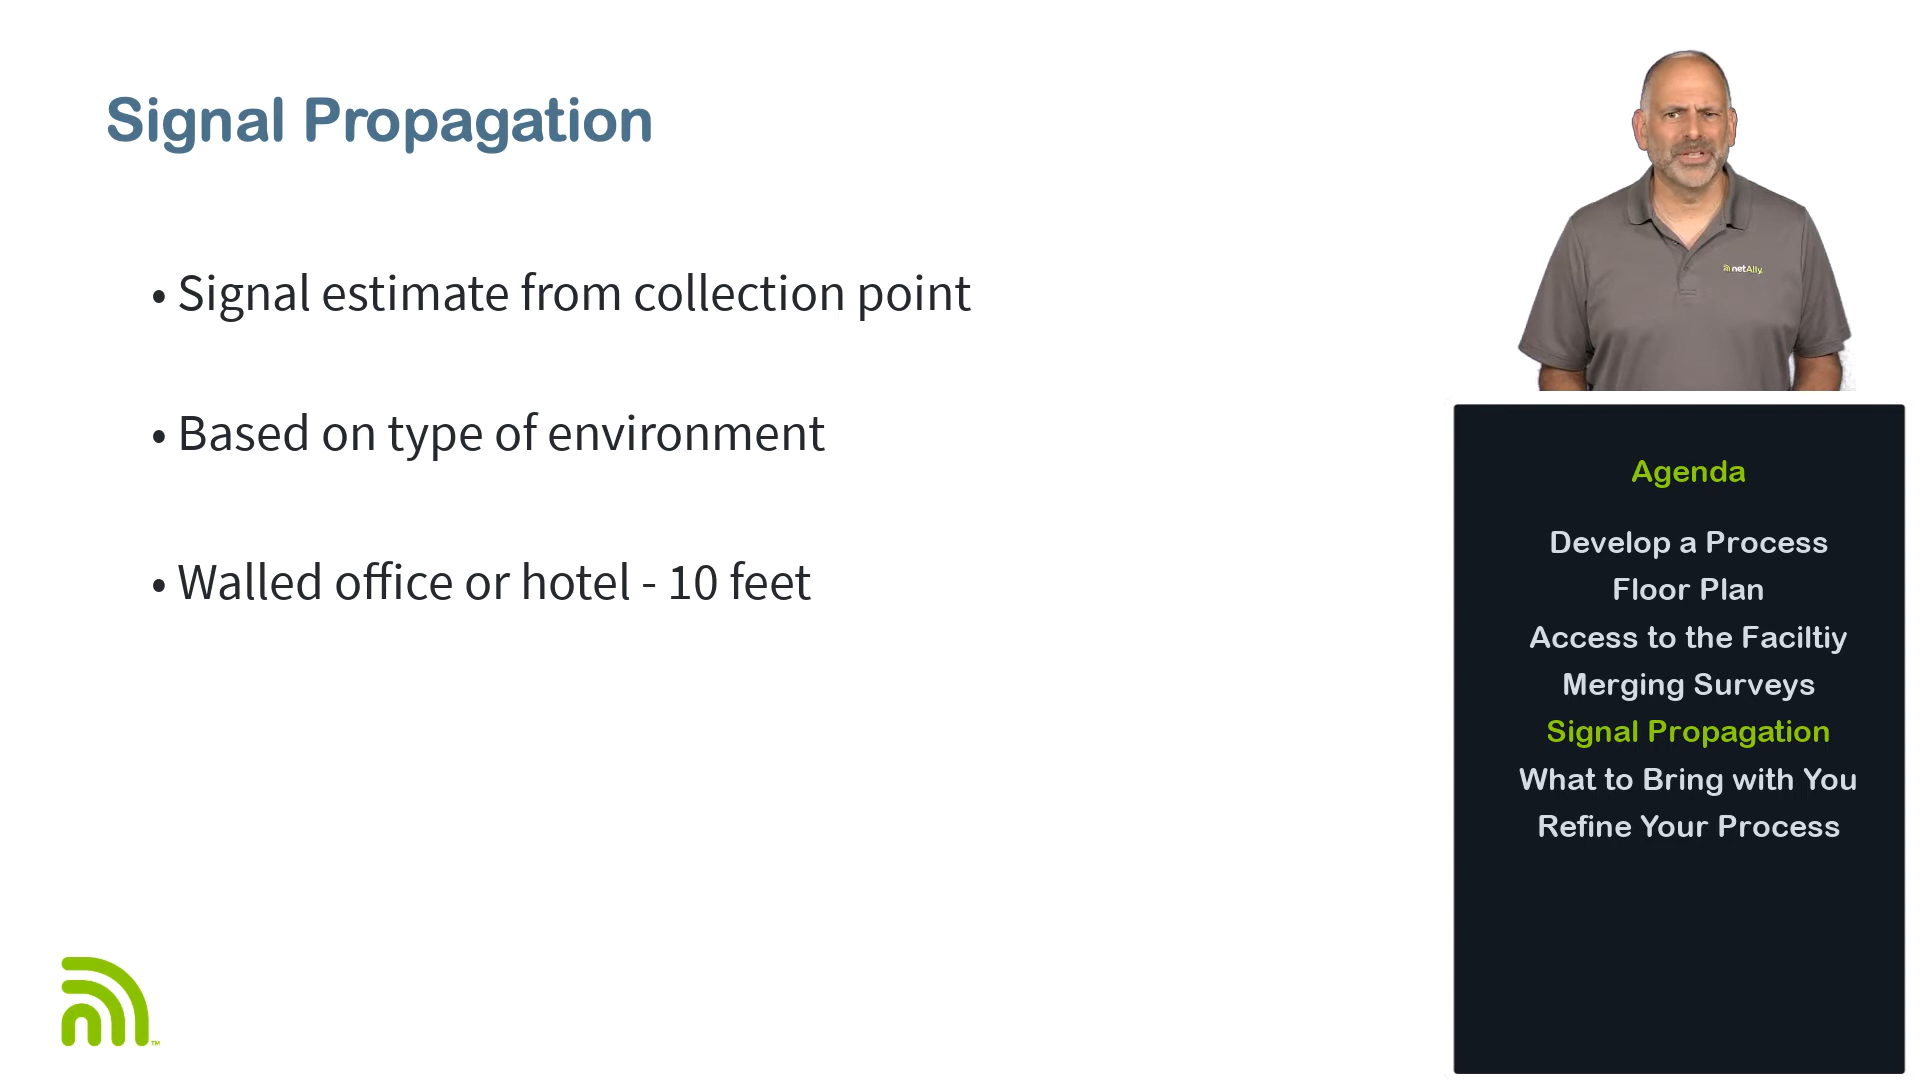 Signal Propagation
• Signal estimate from collection point
• Based on type of environment
• Walled office or hotel - 10 feet
netAlly
Agenda
Develop a Process
Floor Plan
Access to the Faciltiy
Merging Surveys
Signal Propagation
What to Bring with You
Refine Your Process
TM